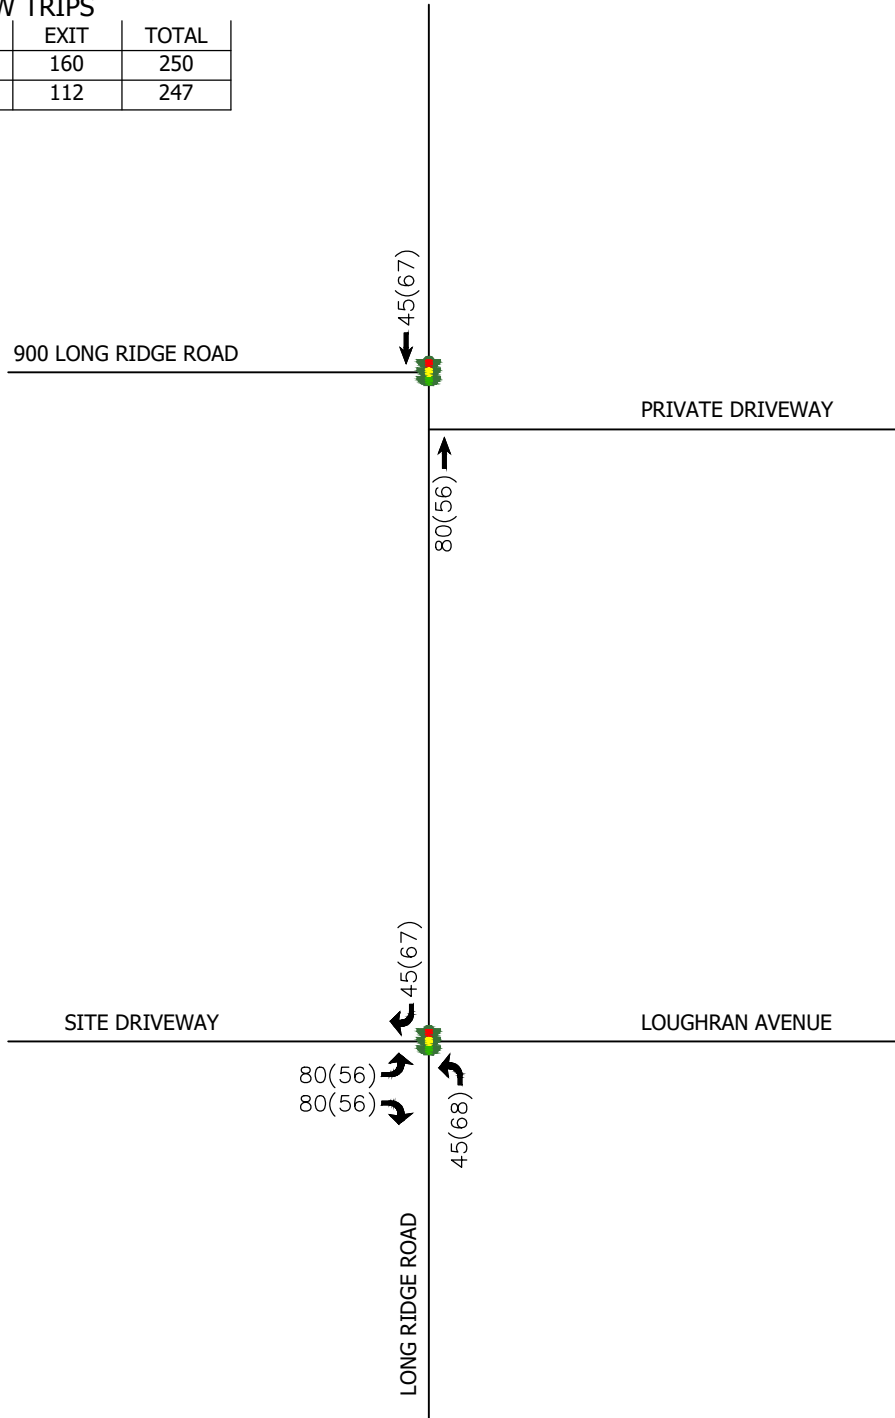 TRIPS
EXIT TOTAL
160 250
112 247
45(67)
900 LONG RIDGE ROAD
PRIVATE DRIVEWAY
80(56)
45(67)
SITE DRIVEWAY
LOUGHRAN AVENUE
80(56)
80(56)
45(68)
LONG RIDGE ROAD